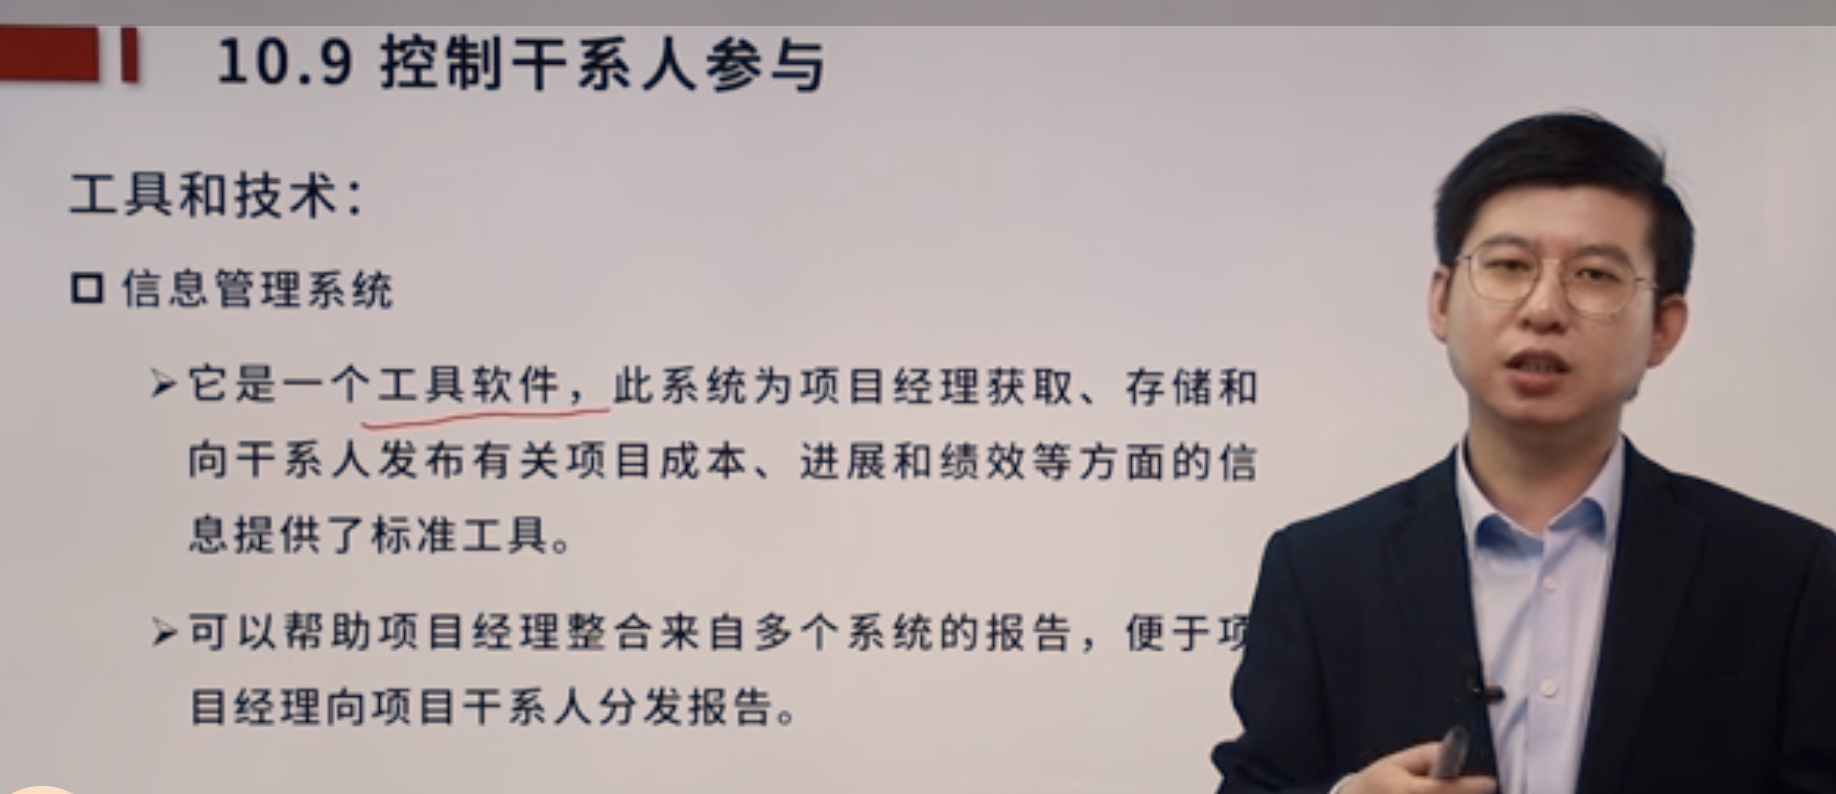 10.9 控制干系人参与
工具和技术：
信息管理系统
它是一个工具软件，此系统为项目经理获取、存储和
向干系人发布有关项目成本、进展和绩效等方面的信
息提供了标准工具。
可以帮助项目经理整合来自多个系统的报告，便于项
目经理向项目干系人分发报告。